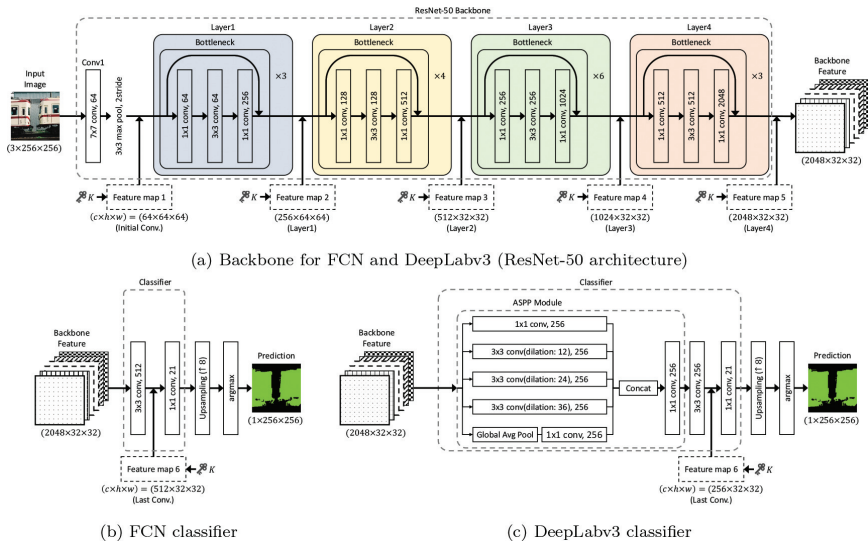 ResNet-50 Backbone
Layer1
Layer2
Layer3
Layer4
Input
Image
Conv1
Bottleneck
Bottleneck
Bottleneck
Bottleneck
Backbone
Feature
×3
×4
×6
×3
7x7 conv, 64
3x3 max pool, 2stride
1x1 conv, 64
3x3 conv, 64
1x1 conv, 256
1x1 conv, 128
3x3 conv, 128
1x1 conv, 512
1x1 conv, 256
3x3 conv, 256
1x1 conv, 1024
1x1 conv, 512
3x3 conv, 512
1x1 conv, 2048
(3×256×256)
(2048×32×32)
K Feature map 1
K Feature map 2
K Feature map 3
K Feature map 4
K Feature map 5
(c×h×w) = (64×64×64)
(Initial Conv.)
(256×64×64)
(Layer1)
(512×32×32)
(Layer2)
(1024×32×32)
(Layer3)
(2048×32×32)
(Layer4)
(a) Backbone for FCN and DeepLabv3 (ResNet-50 architecture)
Classifier
Backbone
Feature
3x3 conv, 512
1x1 conv, 21
Upsampling (↑ 8)
argmax
Prediction
(2048×32×32)
(1×256×256)
Feature map 6
K
(c×h×w) = (512×32×32)
(Last Conv.)
(b) FCN classifier
Classifier
ASPP Module
Backbone
Feature
1x1 conv, 256
3x3 conv(dilation: 12), 256
3x3 conv(dilation: 24), 256
3x3 conv(dilation: 36), 256
Global Avg Pool
1x1 conv, 256
Concat
1x1 conv, 256
3x3 conv, 256
1x1 conv, 21
Upsampling (↑ 8)
argmax
Prediction
(2048×32×32)
(1×256×256)
Feature map 6
K
(c×h×w) = (256×32×32)
(Last Conv.)
(c) DeepLabv3 classifier